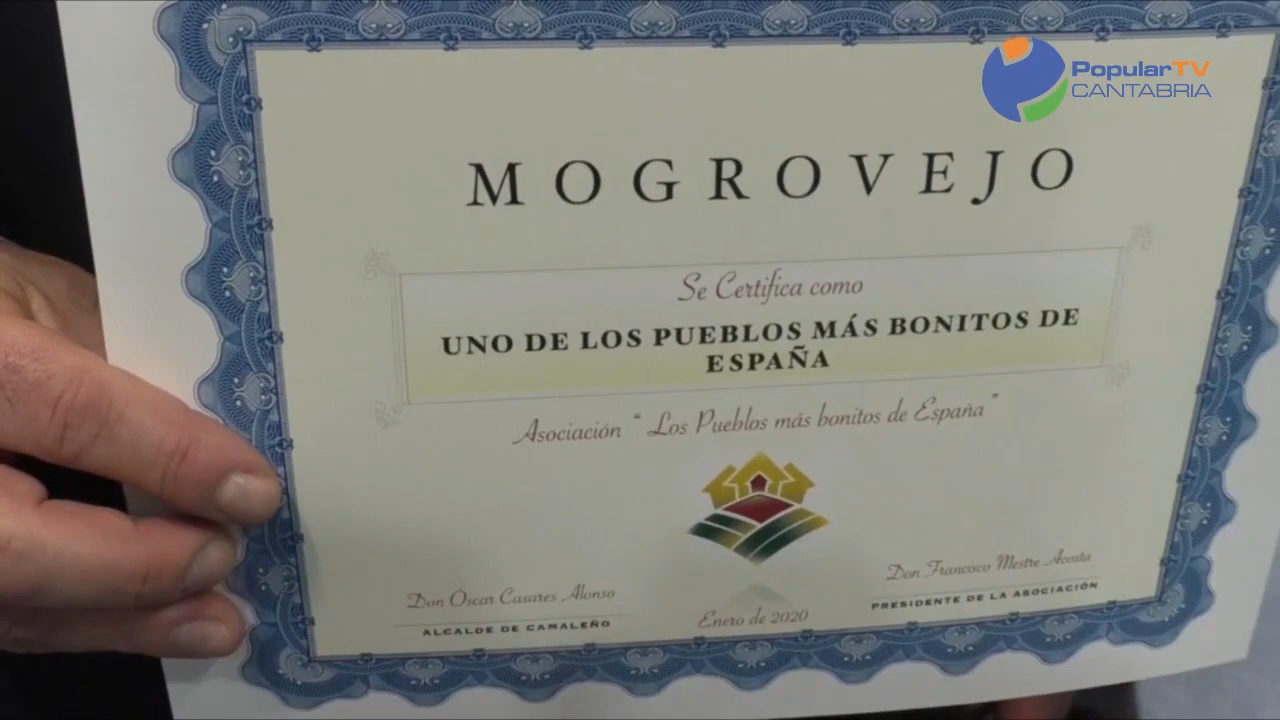 PopularTV
CANTABRIA
MOGROVEJO
Se Certifica como
UNO DE LOS PUEBLOS MÁS BONITOS DE
ESPAÑA
Asociación “ Los Pueblos más bonitos de España ”
Don Óscar Casares Alonso
ALCALDE DE CAMALEÑO
Enero de 2020
Don Francisco Mestre Acosta
PRESIDENTE DE LA ASOCIACIÓN